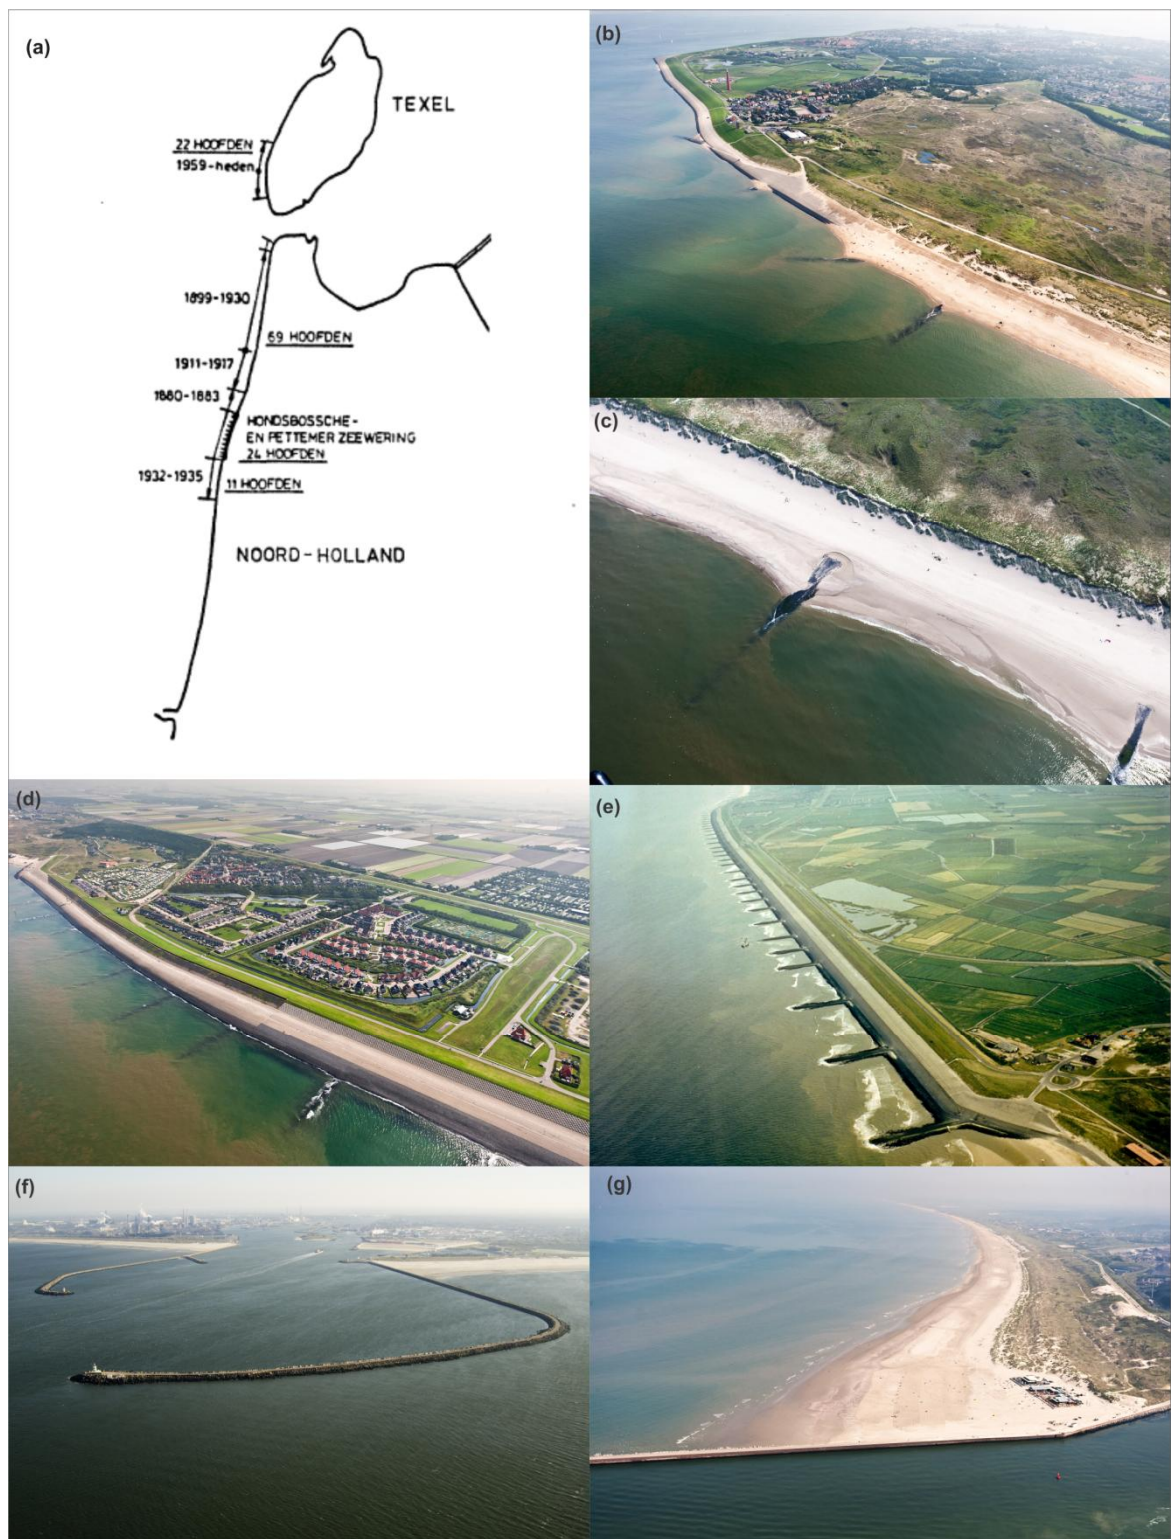 (a)
TEXEL
22 HOOFDEN
1959-heden
1899-1930
69 HOOFDEN
1911-1917
1880-1883
HONDSBOSSCHE-
EN PETTEMER ZEEWERING
24 HOOFDEN
1932-1935
11 HOOFDEN
NOORD-HOLLAND
(b)
(c)
(d)
(e)
(f)
(g)